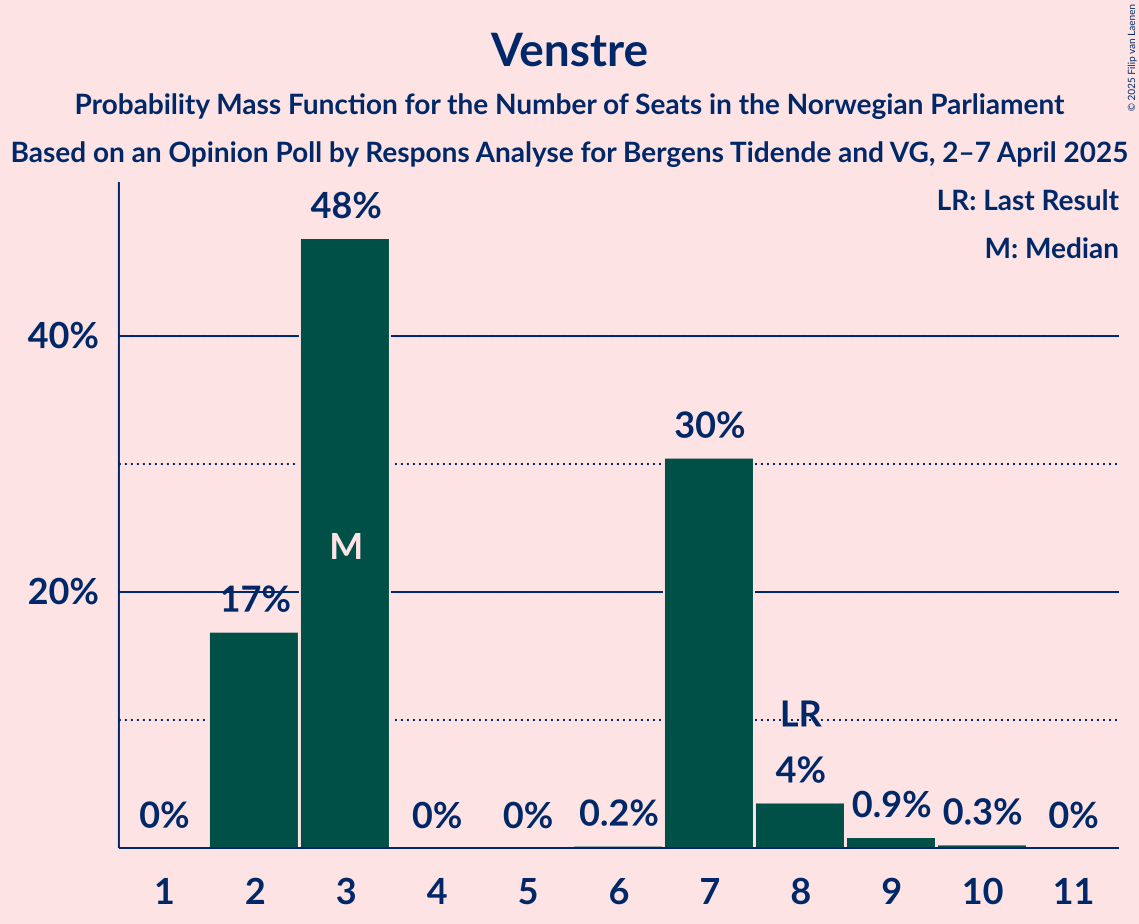 Venstre
Probability Mass Function for the Number of Seats in the Norwegian Parliament
Based on an Opinion Poll by Respons Analyse for Bergens Tidende and VG, 2–7 April 2025
© 2025 Filip van Laenen
LR: Last Result
M: Median
40%
20%
0%
17%
48%
M
0%
0%
0.2%
30%
LR
4%
0.9%
0.3%
0%
1 2 3 4 5 6 7 8 9 10 11